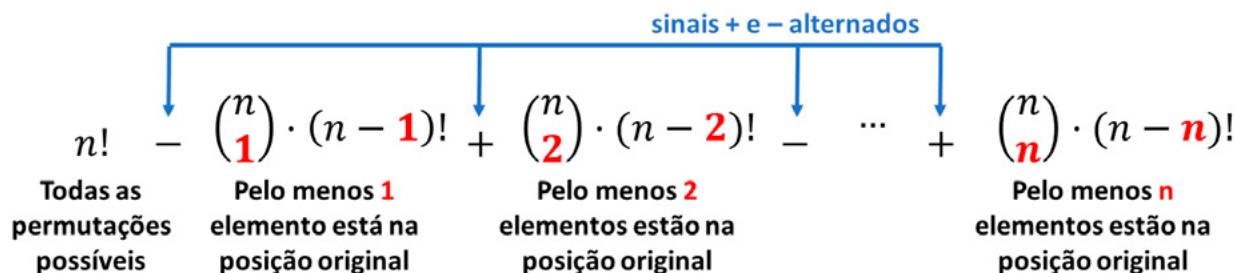 sinais + e – alternados
n! − (n 1) · (n − 1)! + (n 2) · (n − 2)! − ... + (n n) · (n − n)!
Todas as
permutações
possíveis
Pelo menos 1
elemento está na
posição original
Pelo menos 2
elementos estão na
posição original
Pelo menos n
elementos estão na
posição original